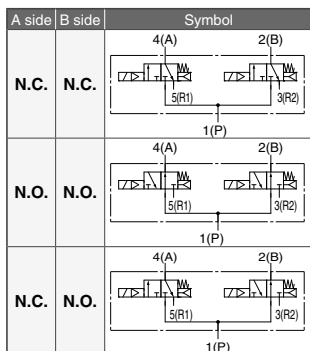 A side B side Symbol
4(A) 2(B)
N.C. N.C.
5(R1) 3(R2)
1(P)
4(A) 2(B)
N.O. N.O.
5(R1) 3(R2)
1(P)
4(A) 2(B)
N.C. N.O.
5(R1) 3(R2)
1(P)